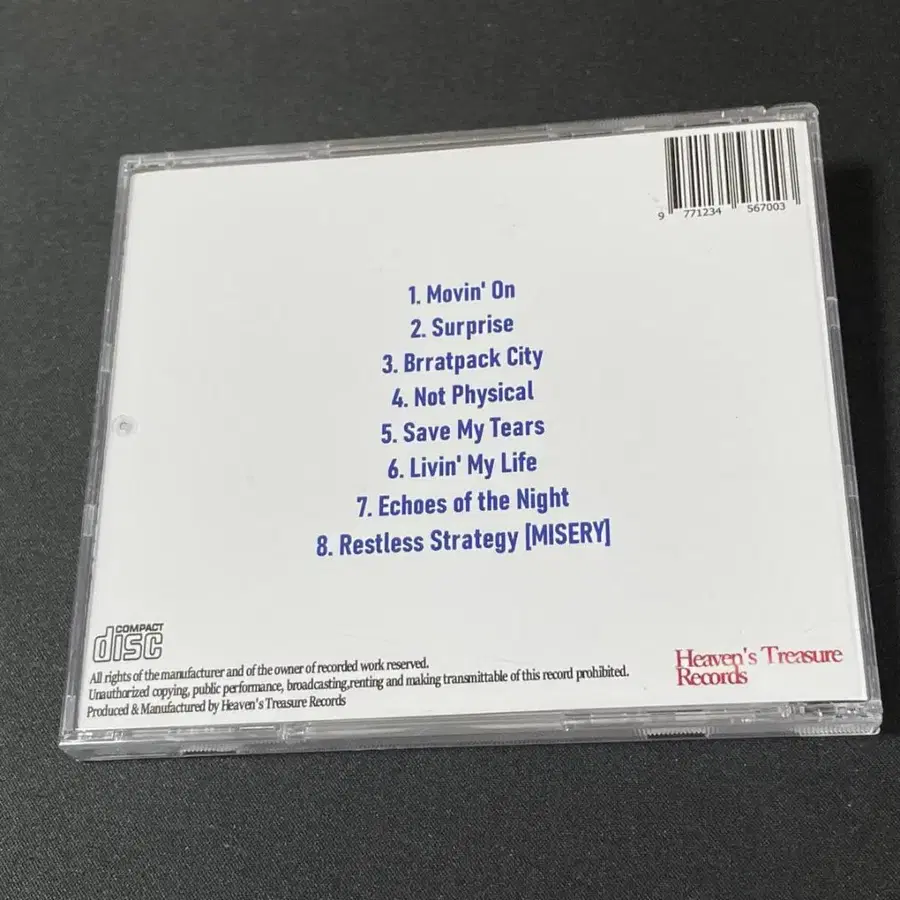 9 771234 567003
1. Movin' On
2. Surprise
3. Brratpack City
4. Not Physical
5. Save My Tears
6. Livin' My Life
7. Echoes of the Night
8. Restless Strategy [MISERY]
COMPACT
disc
All rights of the manufacturer and of the owner of recorded work reserved.
Unauthorized copying, public performance, broadcasting,renting and making transmittable of this record prohibited.
Produced & Manufactured by Heaven's Treasure Records
Heaven's Treasure
Records